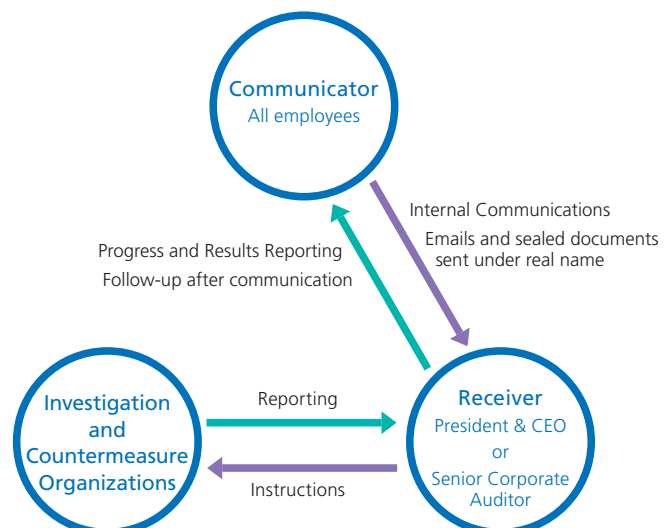 Communicator
All employees
Internal Communications
Emails and sealed documents
sent under real name
Progress and Results Reporting
Follow-up after communication
Investigation
and
Countermeasure
Organizations
Reporting
Instructions
Receiver
President & CEO
or
Senior Corporate
Auditor